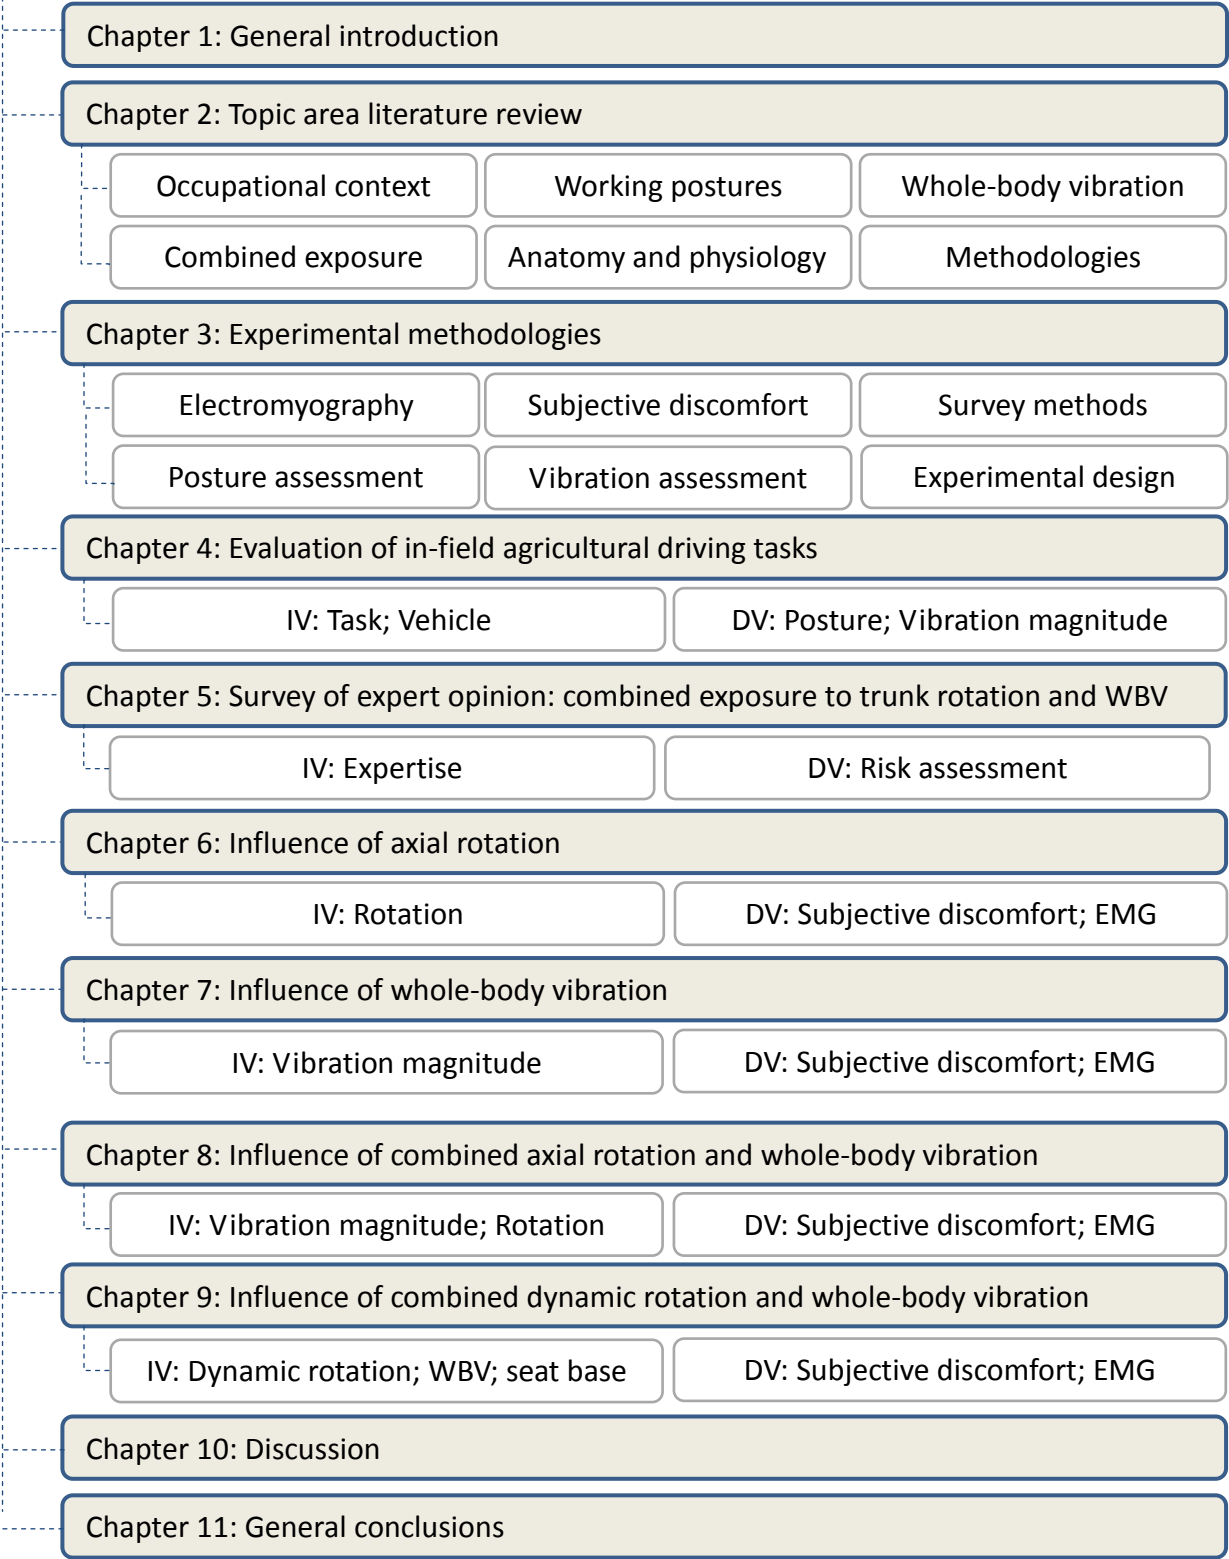 Chapter 1: General introduction
Chapter 2: Topic area literature review
Occupational context
Working postures
Whole-body vibration
Combined exposure
Anatomy and physiology
Methodologies
Chapter 3: Experimental methodologies
Electromyography
Subjective discomfort
Survey methods
Posture assessment
Vibration assessment
Experimental design
Chapter 4: Evaluation of in-field agricultural driving tasks
IV: Task; Vehicle
DV: Posture; Vibration magnitude
Chapter 5: Survey of expert opinion: combined exposure to trunk rotation and WBV
IV: Expertise
DV: Risk assessment
Chapter 6: Influence of axial rotation
IV: Rotation
DV: Subjective discomfort; EMG
Chapter 7: Influence of whole-body vibration
IV: Vibration magnitude
DV: Subjective discomfort; EMG
Chapter 8: Influence of combined axial rotation and whole-body vibration
IV: Vibration magnitude; Rotation
DV: Subjective discomfort; EMG
Chapter 9: Influence of combined dynamic rotation and whole-body vibration
IV: Dynamic rotation; WBV; seat base
DV: Subjective discomfort; EMG
Chapter 10: Discussion
Chapter 11: General conclusions